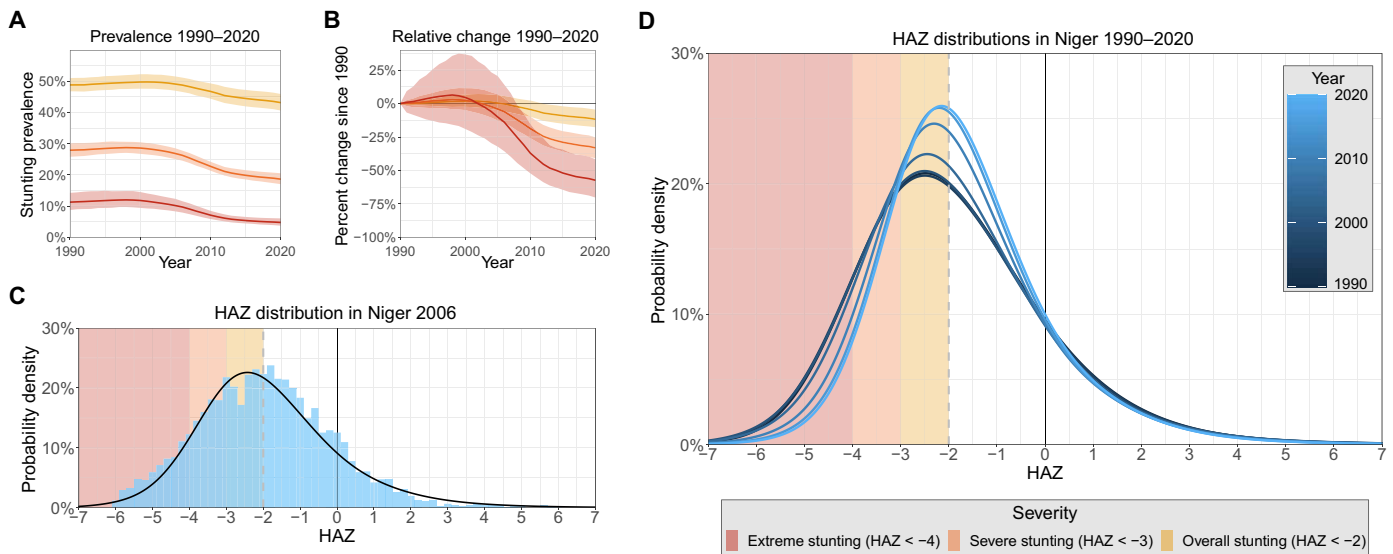 A
Prevalence 1990–2020
Stunting prevalence
50%
40%
30%
20%
10%
0%
1990
2000
2010
2020
Year
B
Relative change 1990–2020
Percent change since 1990
25%
0%
−25%
−50%
−75%
−100%
1990
2000
2010
2020
Year
C
HAZ distribution in Niger 2006
Probability density
30%
20%
10%
0%
−7 −6 −5 −4 −3 −2 −1 0 1 2 3 4 5 6 7
HAZ
D
HAZ distributions in Niger 1990–2020
Probability density
30%
20%
10%
0%
−7 −6 −5 −4 −3 −2 −1 0 1 2 3 4 5 6 7
HAZ
Year
2020
2010
2000
1990
Severity
Extreme stunting (HAZ < −4) Severe stunting (HAZ < −3) Overall stunting (HAZ < −2)